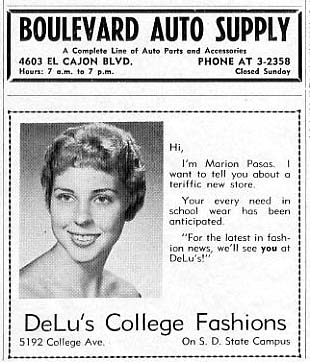 BOULEVARD AUTO SUPPLY
A Complete Line of Auto Parts and Accessories
4603 EL CAJON BLVD. PHONE AT 3-2358
Hours: 7 a.m. to 7 p.m. Closed Sunday
Hi,
I'm Marion Pasas. I
want to tell you about a
teriffic new store.
Your every need in
school wear has been
anticipated.
"For the latest in fash-
ion news, we'll see you at
DeLu's!"
DeLu's College Fashions
5192 College Ave. On S. D. State Campus